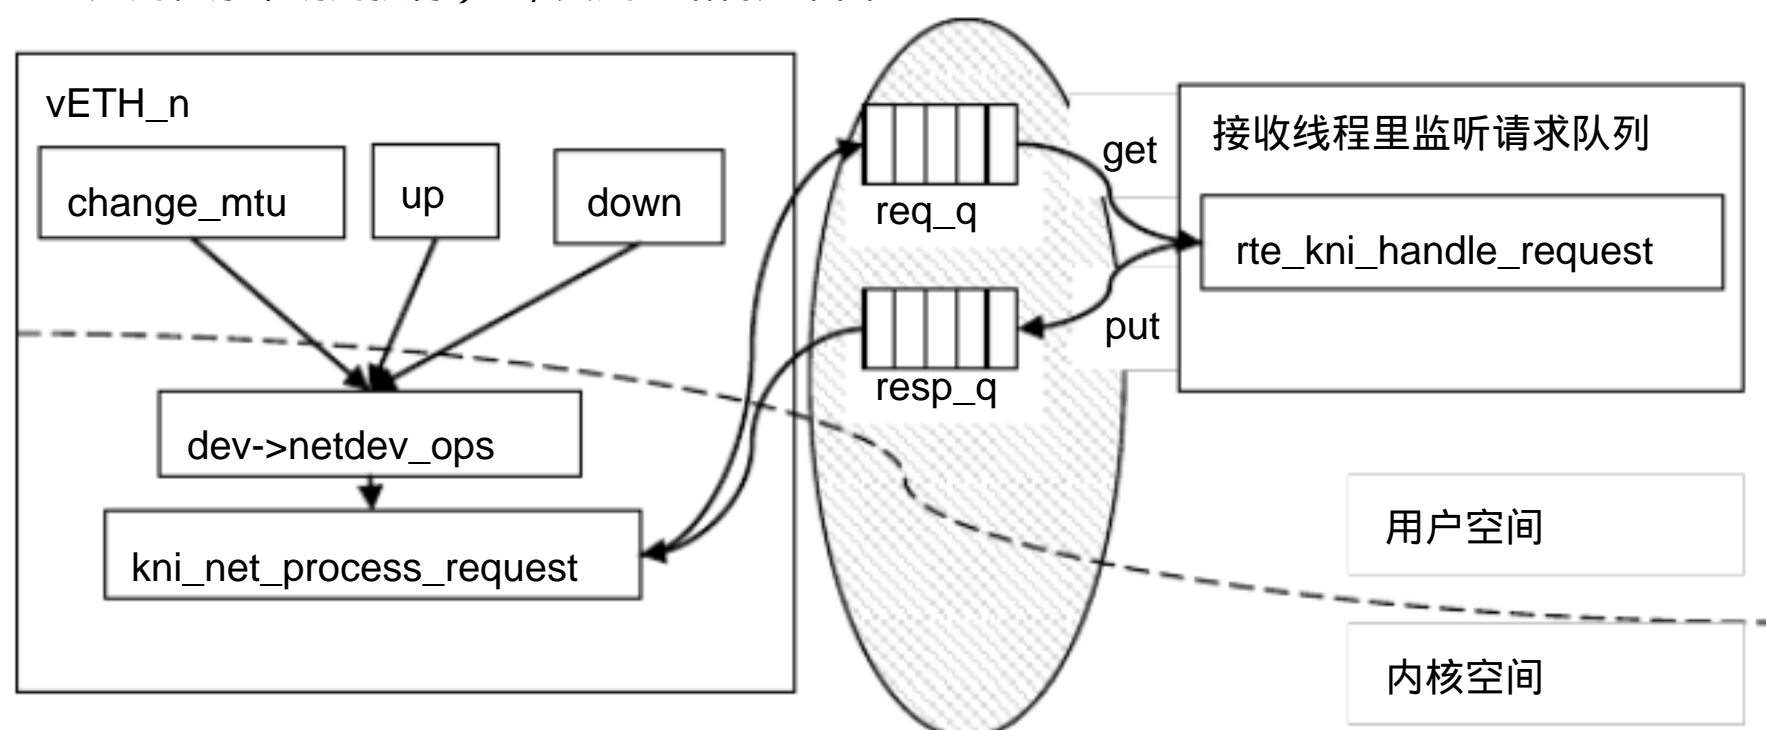 vETH_n
change_mtu
up
down
dev->netdev_ops
kni_net_process_request
req_q
resp_q
get
put
接收线程里监听请求队列
rte_kni_handle_request
用户空间
内核空间